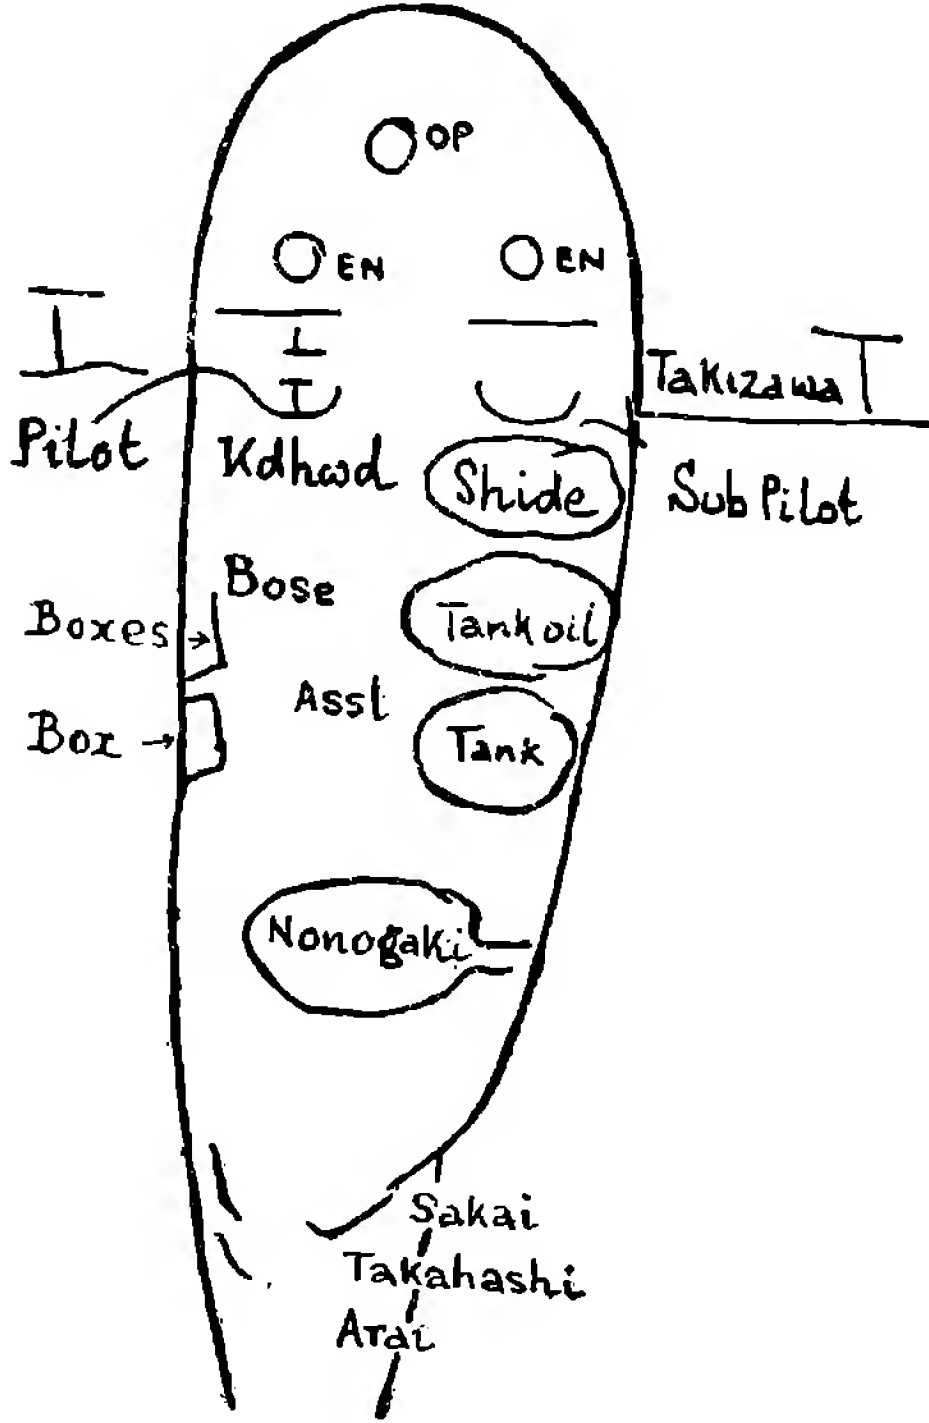 OP
EN EN
Takizawa
Pilot
Kdhwd
Shide
Sub Pilot
Bose
Boxes
Tank oil
Asst
Box
Tank
Nonogaki
Sakai
Takahashi
Arai